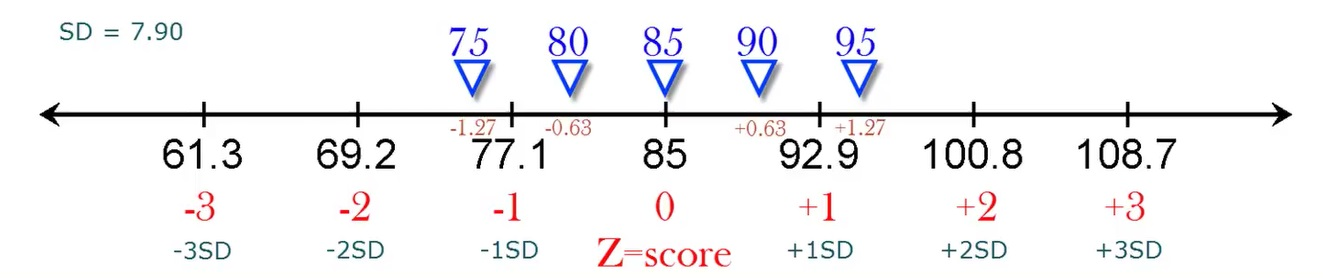 SD = 7.90
75 80 85 90 95
-1.27 -0.63 +0.63 +1.27
61.3 69.2 77.1 85 92.9 100.8 108.7
-3 -2 -1 0 +1 +2 +3
-3SD -2SD -1SD Z=score +1SD +2SD +3SD